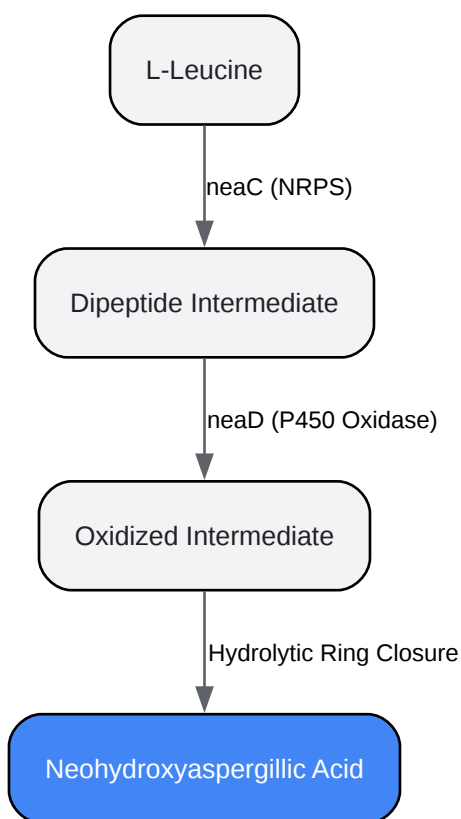 L-Leucine
neaC (NRPS)
Dipeptide Intermediate
neaD (P450 Oxidase)
Oxidized Intermediate
Hydrolytic Ring Closure
Neohydroxyaspergillic Acid